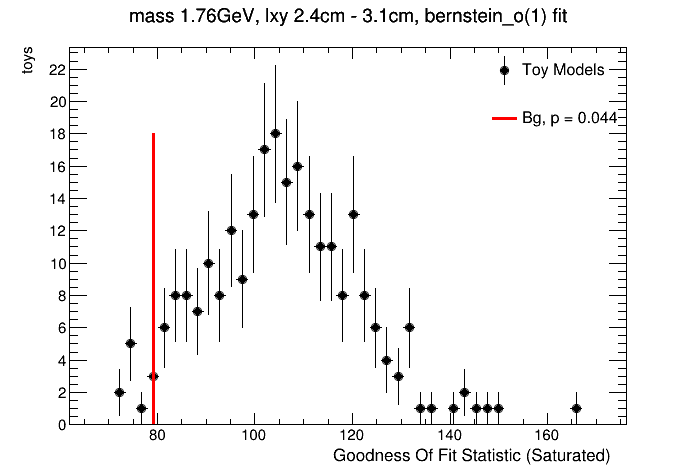 mass 1.76GeV, lxy 2.4cm - 3.1cm, bernstein_o(1) fit
toys
Toy Models
Bg, p = 0.044
22
20
18
16
14
12
10
8
6
4
2
0
80 100 120 140 160
Goodness Of Fit Statistic (Saturated)